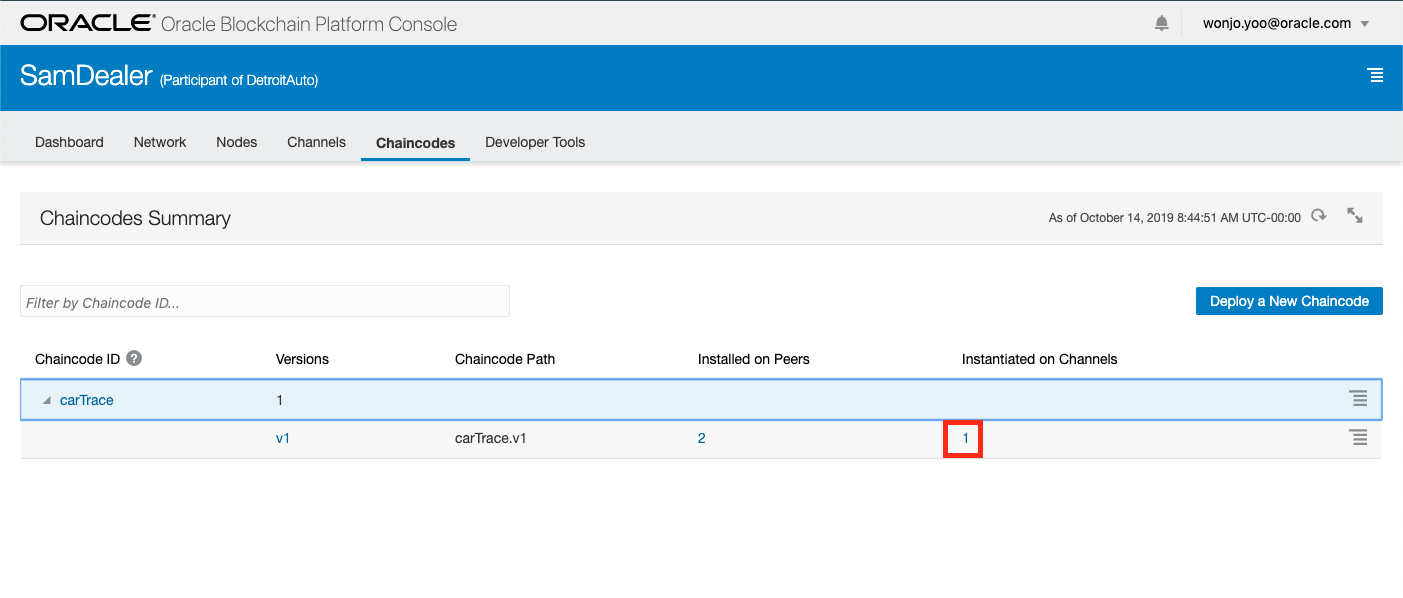 ORACLE® Oracle Blockchain Platform Console
wonjo.yoo@oracle.com
SamDealer (Participant of DetroitAuto)
Dashboard Network Nodes Channels Chaincodes Developer Tools
Chaincodes Summary
As of October 14, 2019 8:44:51 AM UTC-00:00
Filter by Chaincode ID...
Deploy a New Chaincode
Chaincode ID ? Versions Chaincode Path Installed on Peers Instantiated on Channels
carTrace 1
v1 carTrace.v1 2 1